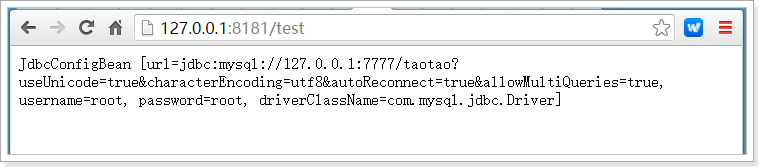 127.0.0.1:8181/test
JdbcConfigBean [url=jdbc:mysql://127.0.0.1:7777/taotao?
useUnicode=true&characterEncoding=utf8&autoReconnect=true&allowMultiQueries=true,
username=root, password=root, driverClassName=com.mysql.jdbc.Driver]